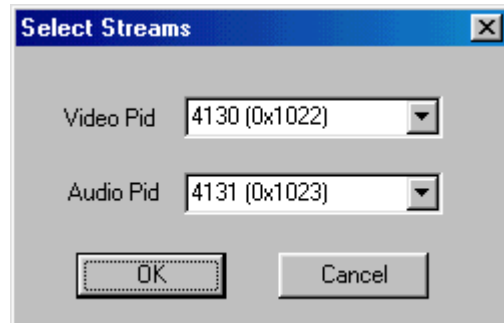 Select Streams
Video Pid 4130 (0x1022)
Audio Pid 4131 (0x1023)
OK Cancel